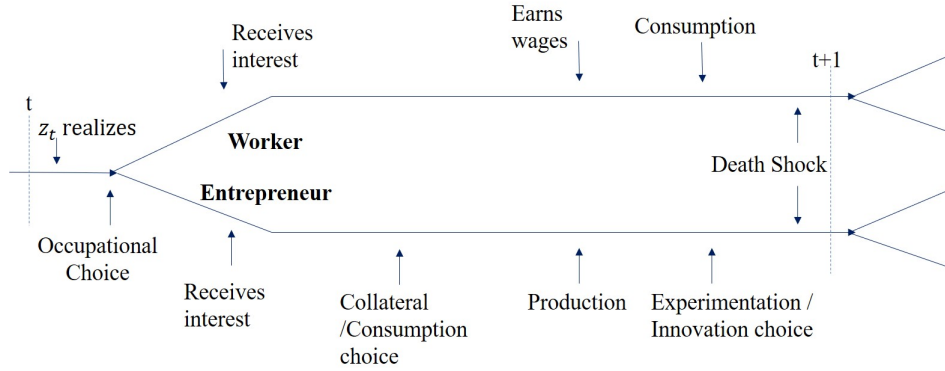 Earns
wages
Consumption
Receives
interest
t+1
t
z_t realizes
Worker
Death Shock
Entrepreneur
Occupational
Choice
Receives
interest
Collateral
/Consumption
choice
Production
Experimentation /
Innovation choice